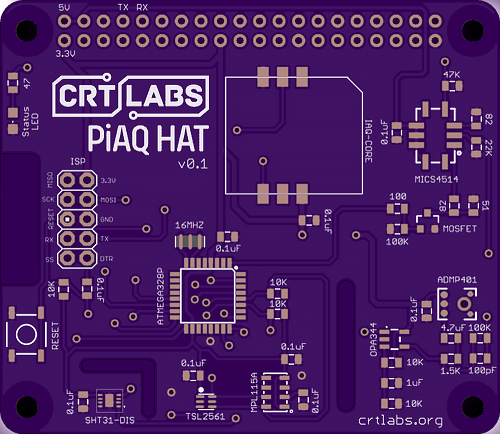 5V TX RX
3.3V
47
Status
LED
CRT LABS
PiAQ HAT
v0.1
IAQ-CORE
47K
0.1uF
82
22K
MICS4514
ISP
MISO
3.3V
SCK
MOSI
RESET
GND
RX
TX
SS
DTR
16MHZ
0.1uF
0.1uF
100
100K
82
51
MOSFET
10K
0.1uF
ATMEGA328P
10K
10K
ADMP401
0.1uF
RESET
OPA344
4.7uF
100K
1.5K
100pF
0.1uF
0.1uF
10K
1uF
10K
0.1uF
SHT31-DIS
TSL2561
MPL115A
0.1uF
crtlabs.org